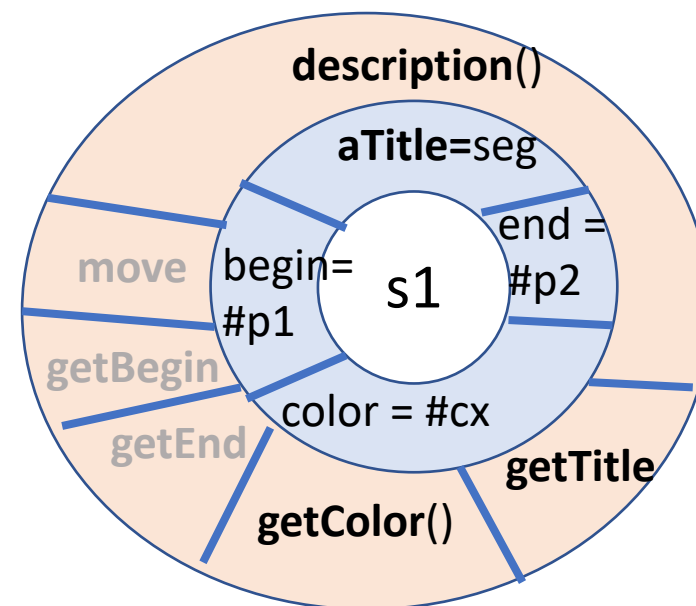 description()
aTitle=seg
end =
#p2
move
begin=
#p1
s1
getBegin
getEnd
color = #cx
getTitle
getColor()